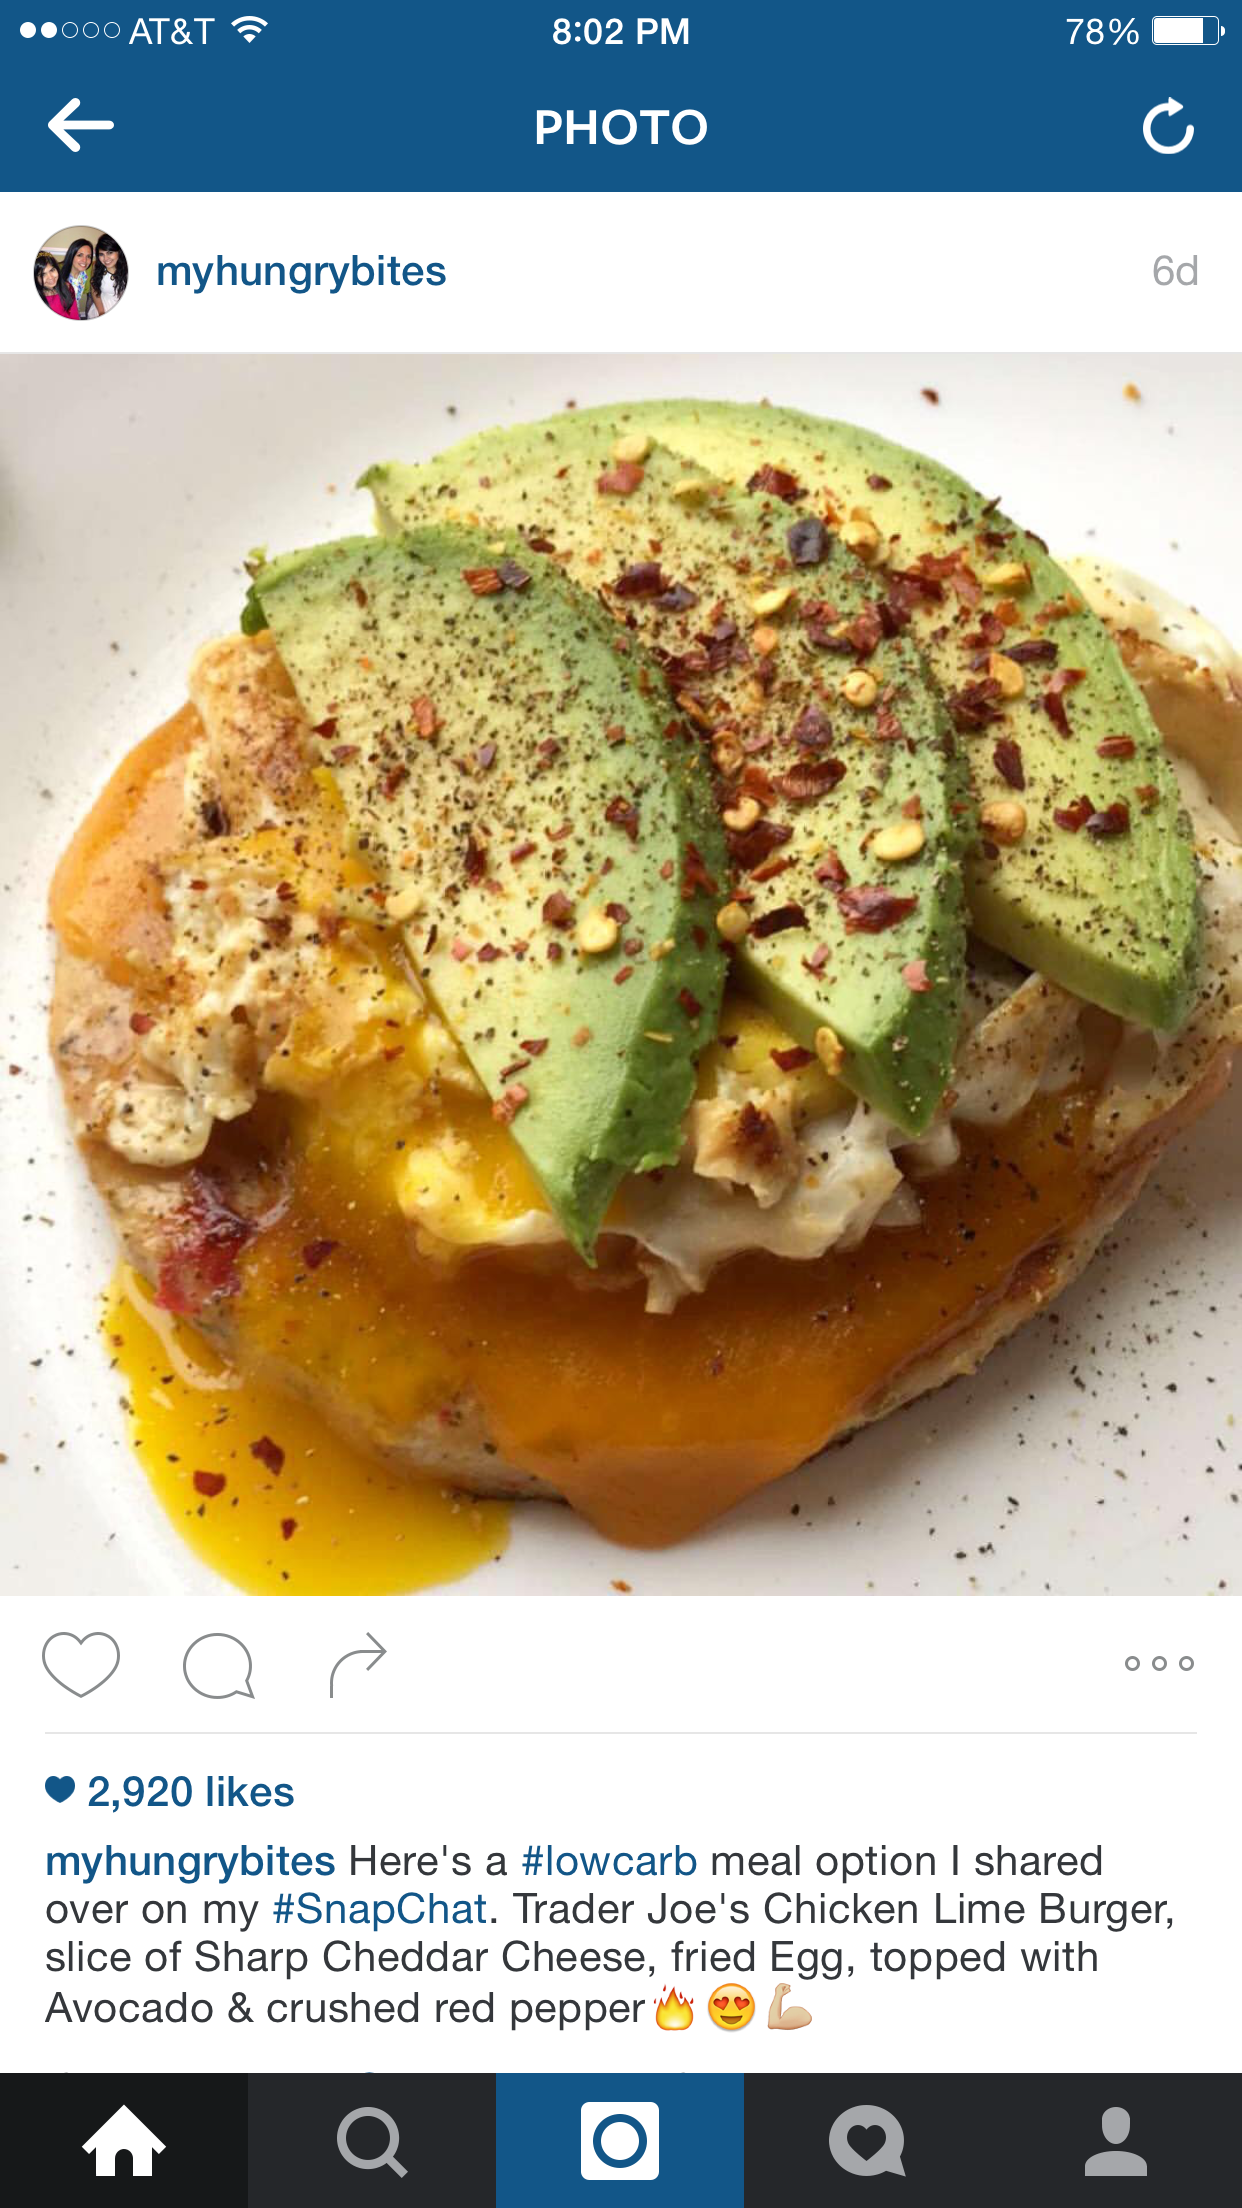 AT&T 8:02 PM 78%
PHOTO
myhungrybites 6d
2,920 likes
myhungrybites Here's a #lowcarb meal option I shared
over on my #SnapChat. Trader Joe's Chicken Lime Burger,
slice of Sharp Cheddar Cheese, fried Egg, topped with
Avocado & crushed red pepper🔥😍💪🏼